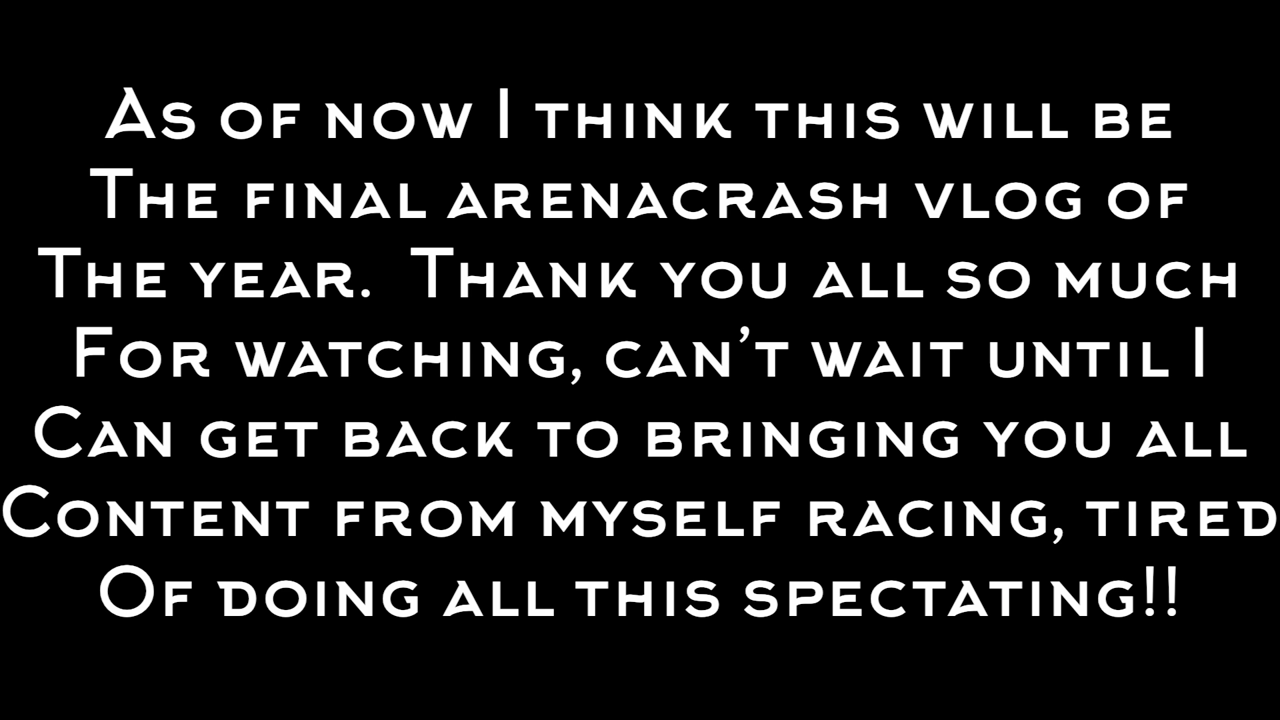 As of now I think this will be
The final arenacrash vlog of
The year.  Thank you all so much
For watching, can’t wait until I
Can get back to bringing you all
Content from myself racing, tired
Of doing all this spectating!!